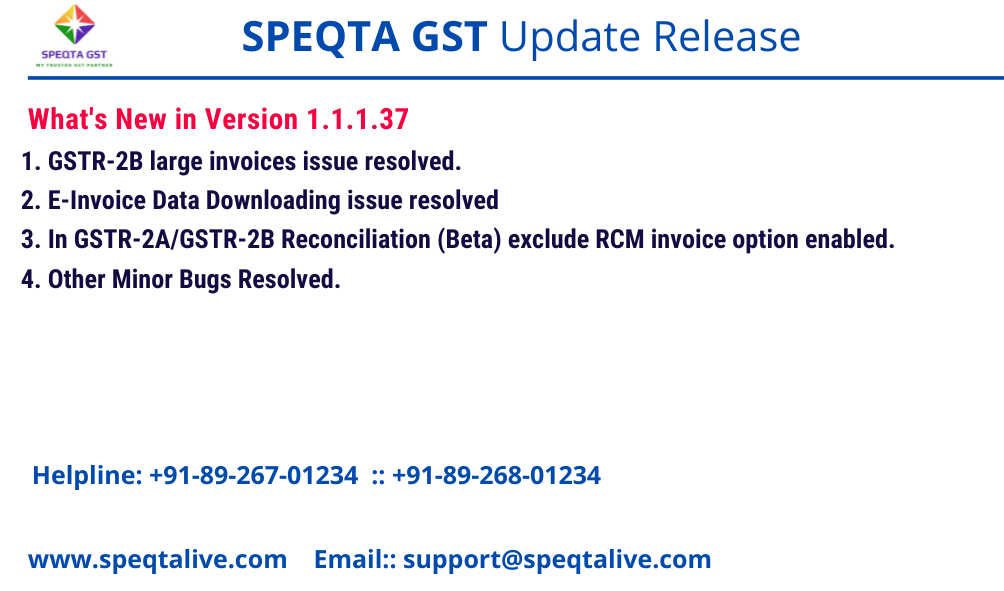 SPEQTA GST
MY TRUSTED GST PARTNER
SPEQTA GST Update Release
What's New in Version 1.1.1.37
1. GSTR-2B large invoices issue resolved.
2. E-Invoice Data Downloading issue resolved
3. In GSTR-2A/GSTR-2B Reconciliation (Beta) exclude RCM invoice option enabled.
4. Other Minor Bugs Resolved.
Helpline: +91-89-267-01234 :: +91-89-268-01234
www.speqtalive.com Email:: support@speqtalive.com